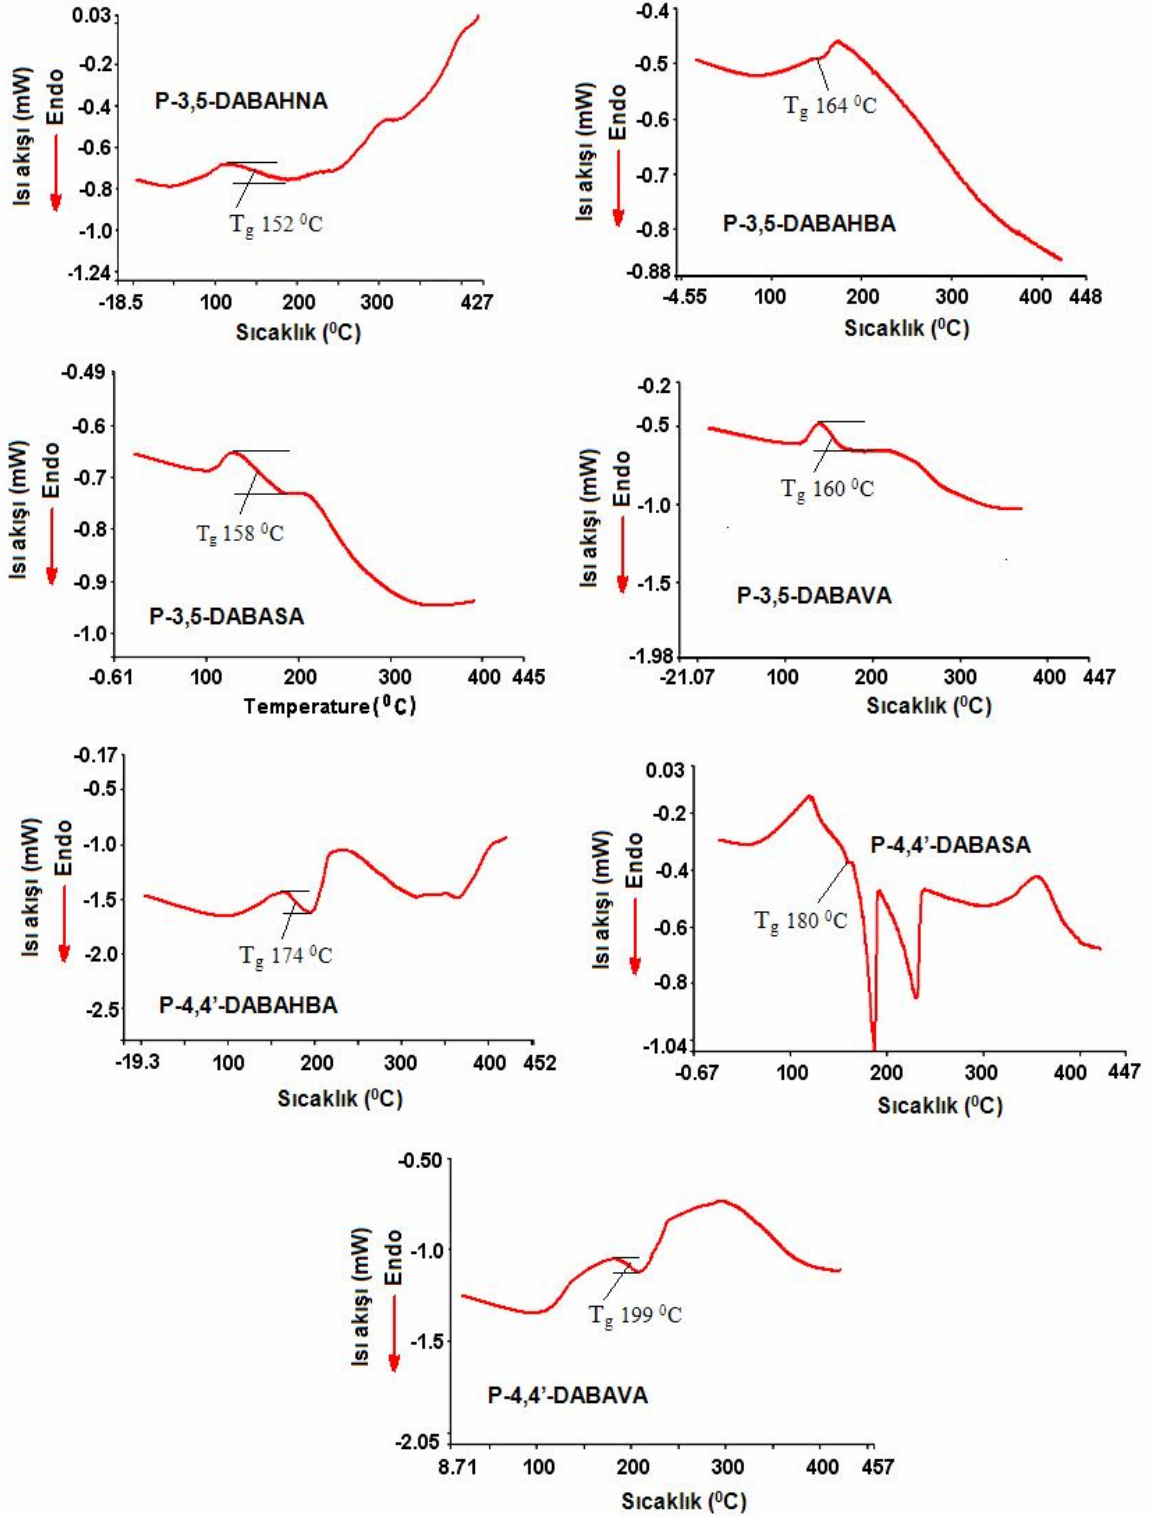 0.03
-0.2
-0.4
-0.6
-0.8
-1.0
-1.24
Isı akışı (mW)
Endo
P-3,5-DABAHNA
Tg 152 ⁰C
-18.5 100 200 300 427
Sıcaklık (⁰C)
-0.4
-0.5
-0.6
-0.7
-0.8
-0.88
Isı akışı (mW)
Endo
Tg 164 ⁰C
P-3,5-DABAHBA
-4.55 100 200 300 400 448
Sıcaklık (⁰C)
-0.49
-0.6
-0.7
-0.8
-0.9
-1.0
Isı akışı (mW)
Endo
Tg 158 ⁰C
P-3,5-DABASA
-0.61 100 200 300 400 445
Temperature(⁰C)
-0.2
-0.5
-1.0
-1.5
-1.98
Isı akışı (mW)
Endo
Tg 160 ⁰C
P-3,5-DABAVA
-21.07 100 200 300 400 447
Sıcaklık (⁰C)
-0.17
-0.5
-1.0
-1.5
-2.0
-2.5
Isı akışı (mW)
Endo
Tg 174 ⁰C
P-4,4’-DABAHBA
-19.3 100 200 300 400 452
Sıcaklık (⁰C)
0.03
-0.2
-0.4
-0.6
-0.8
-1.04
Isı akışı (mW)
Endo
P-4,4’-DABASA
Tg 180 ⁰C
-0.67 100 200 300 400 447
Sıcaklık (⁰C)
-0.50
-1.0
-1.5
-2.05
Isı akışı (mW)
Endo
Tg 199 ⁰C
P-4,4’-DABAVA
8.71 100 200 300 400 457
Sıcaklık (⁰C)